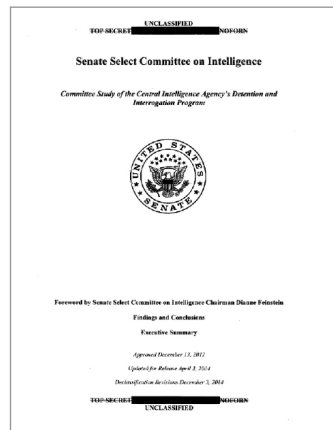 UNCLASSIFIED
TOP SECRET NOFORN
Senate Select Committee on Intelligence
Committee Study of the Central Intelligence Agency's Detention and
Interrogation Program
UNITED STATES
SENATE
Foreword by Senate Select Committee on Intelligence Chairman Dianne Feinstein
Findings and Conclusions
Executive Summary
Approved December 13, 2012
Updated for Release April 3, 2014
Declassification Revisions December 3, 2014
TOP SECRET NOFORN
UNCLASSIFIED